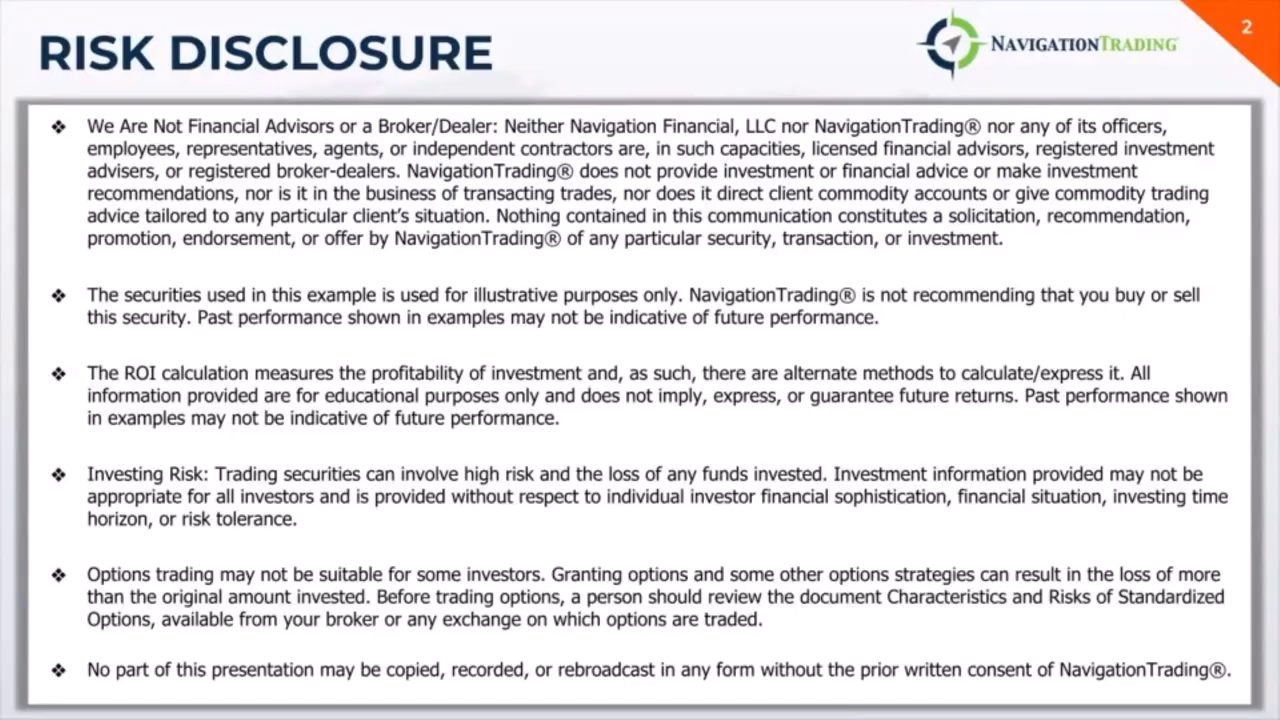 RISK DISCLOSURE
NAVIGATIONTRADING®
2
❖ We Are Not Financial Advisors or a Broker/Dealer: Neither Navigation Financial, LLC nor NavigationTrading® nor any of its officers,
employees, representatives, agents, or independent contractors are, in such capacities, licensed financial advisors, registered investment
advisers, or registered broker-dealers. NavigationTrading® does not provide investment or financial advice or make investment
recommendations, nor is it in the business of transacting trades, nor does it direct client commodity accounts or give commodity trading
advice tailored to any particular client's situation. Nothing contained in this communication constitutes a solicitation, recommendation,
promotion, endorsement, or offer by NavigationTrading® of any particular security, transaction, or investment.
❖ The securities used in this example is used for illustrative purposes only. NavigationTrading® is not recommending that you buy or sell
this security. Past performance shown in examples may not be indicative of future performance.
❖ The ROI calculation measures the profitability of investment and, as such, there are alternate methods to calculate/express it. All
information provided are for educational purposes only and does not imply, express, or guarantee future returns. Past performance shown
in examples may not be indicative of future performance.
❖ Investing Risk: Trading securities can involve high risk and the loss of any funds invested. Investment information provided may not be
appropriate for all investors and is provided without respect to individual investor financial sophistication, financial situation, investing time
horizon, or risk tolerance.
❖ Options trading may not be suitable for some investors. Granting options and some other options strategies can result in the loss of more
than the original amount invested. Before trading options, a person should review the document Characteristics and Risks of Standardized
Options, available from your broker or any exchange on which options are traded.
❖ No part of this presentation may be copied, recorded, or rebroadcast in any form without the prior written consent of NavigationTrading®.